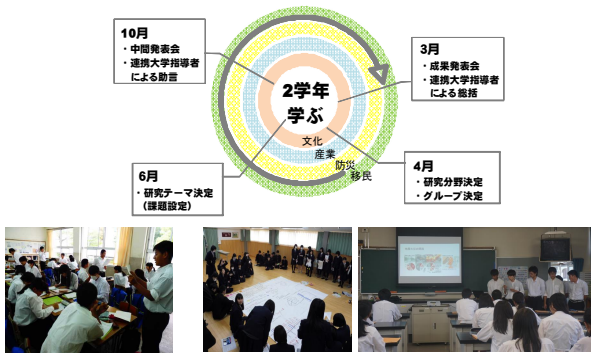 10月
・中間発表会
・連携大学指導者
による助言
3月
・成果発表会
・連携大学指導者
による総括
2学年
学ぶ
文化
産業
防災
移民
6月
・研究テーマ決定
（課題設定）
4月
・研究分野決定
・グループ決定